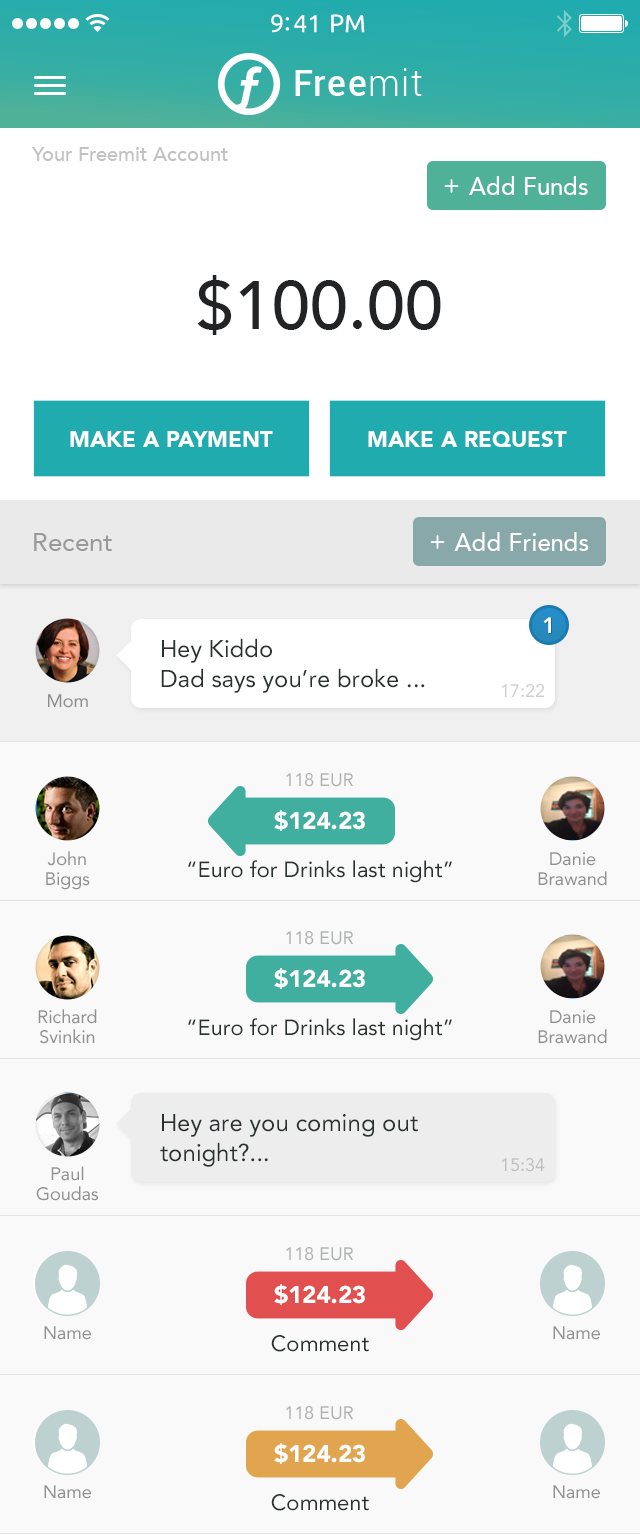 9:41 PM
f Freemit
Your Freemit Account
+ Add Funds
$100.00
MAKE A PAYMENT
MAKE A REQUEST
Recent
+ Add Friends
1
Hey Kiddo
Dad says you’re broke ...
17:22
Mom
118 EUR
$124.23
“Euro for Drinks last night”
John
Biggs
Danie
Brawand
118 EUR
$124.23
“Euro for Drinks last night”
Richard
Svinkin
Danie
Brawand
Hey are you coming out
tonight?...
15:34
Paul
Goudas
118 EUR
$124.23
Comment
Name
Name
118 EUR
$124.23
Comment
Name
Name